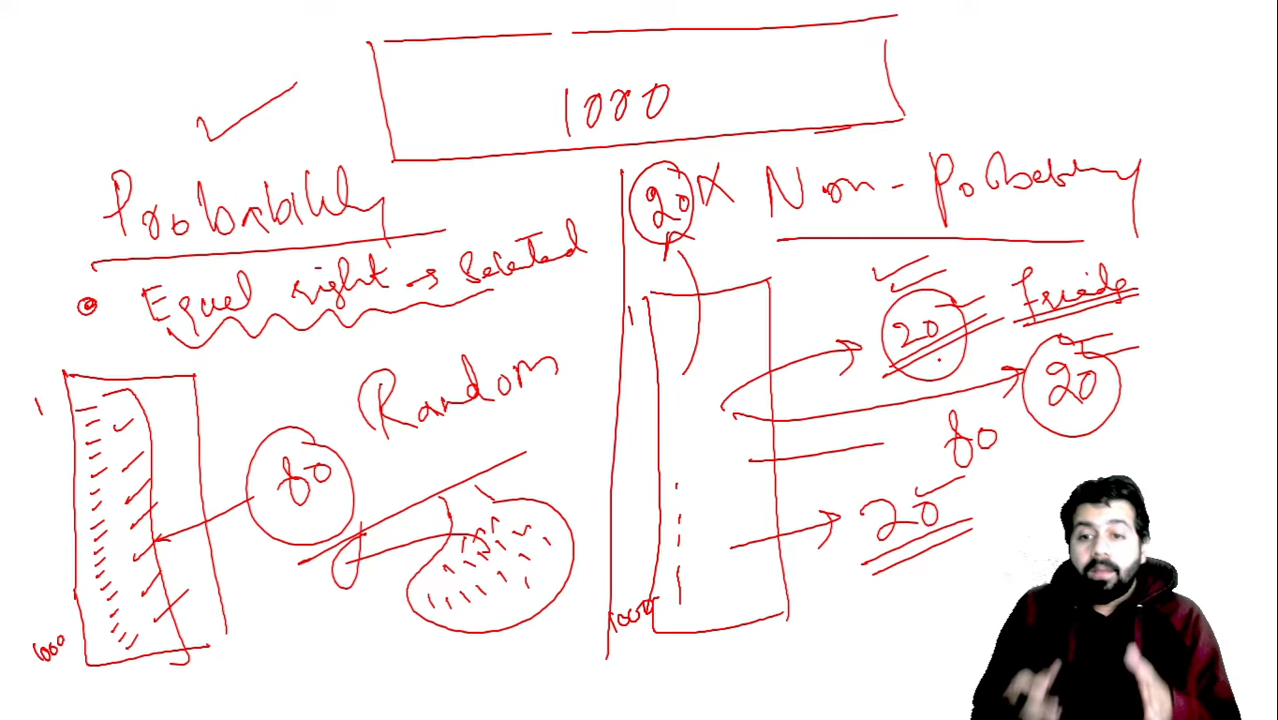 1000
Probability
Equal right → Selected
Random
1
80
1000
20 X
Non-Probability
1
20
Friends
20
80
20
1000